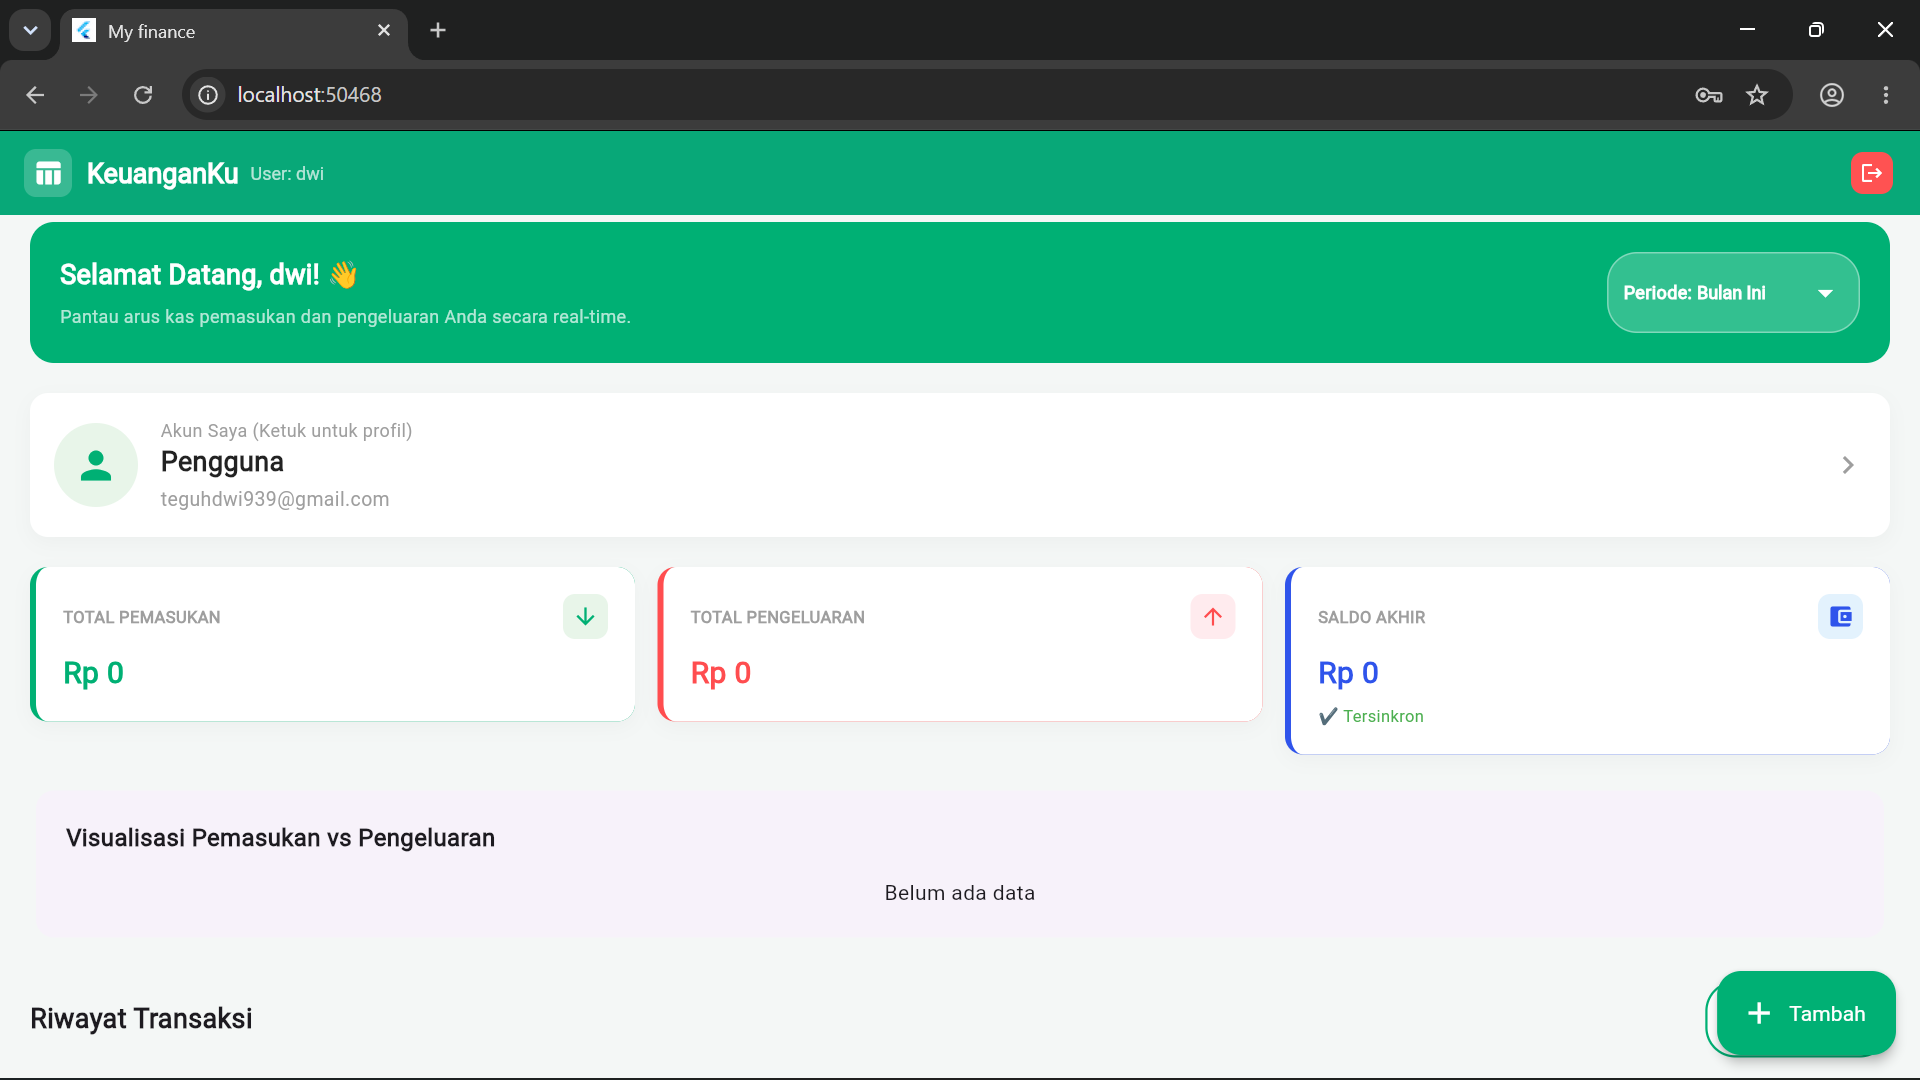 My finance
localhost:50468
KeuanganKu User: dwi
Selamat Datang, dwi! 👋
Pantau arus kas pemasukan dan pengeluaran Anda secara real-time.
Periode: Bulan Ini
Akun Saya (Ketuk untuk profil)
Pengguna
teguhdwi939@gmail.com
TOTAL PEMASUKAN
Rp 0
TOTAL PENGELUARAN
Rp 0
SALDO AKHIR
Rp 0
✔ Tersinkron
Visualisasi Pemasukan vs Pengeluaran
Belum ada data
Riwayat Transaksi
+ Tambah